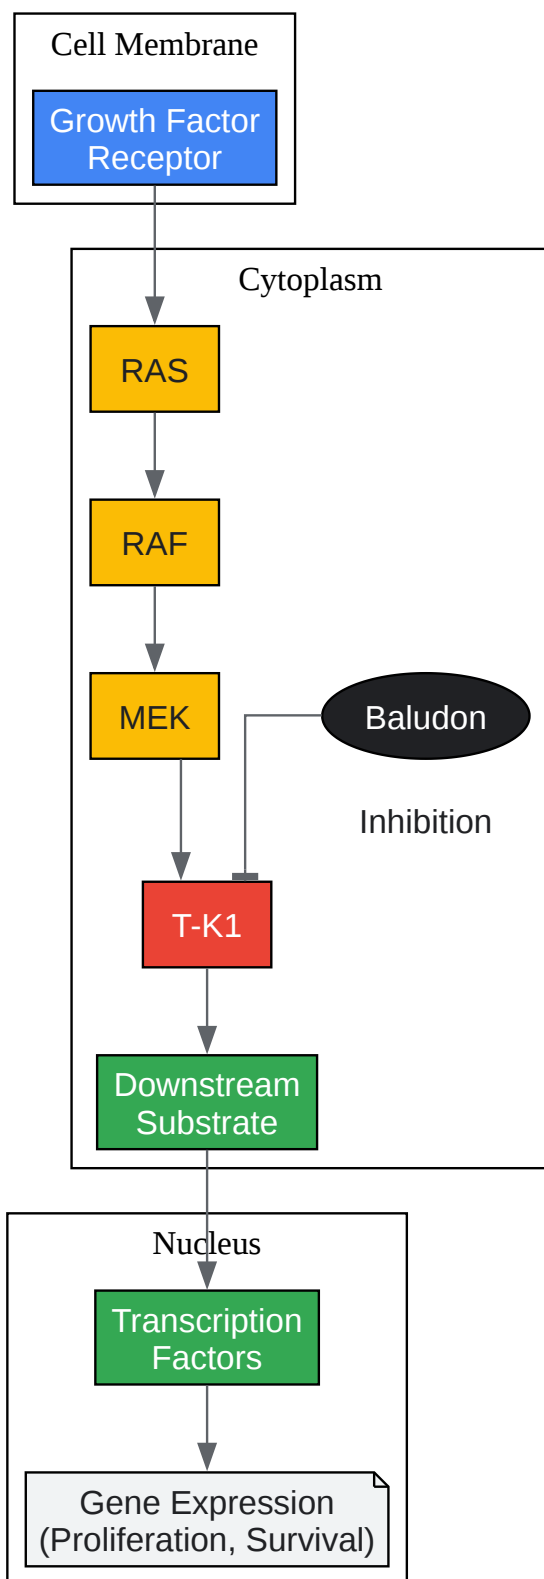 Cell Membrane
Growth Factor
Receptor
Cytoplasm
RAS
RAF
MEK
Baludon
Inhibition
T-K1
Downstream
Substrate
Nucleus
Transcription
Factors
Gene Expression
(Proliferation, Survival)